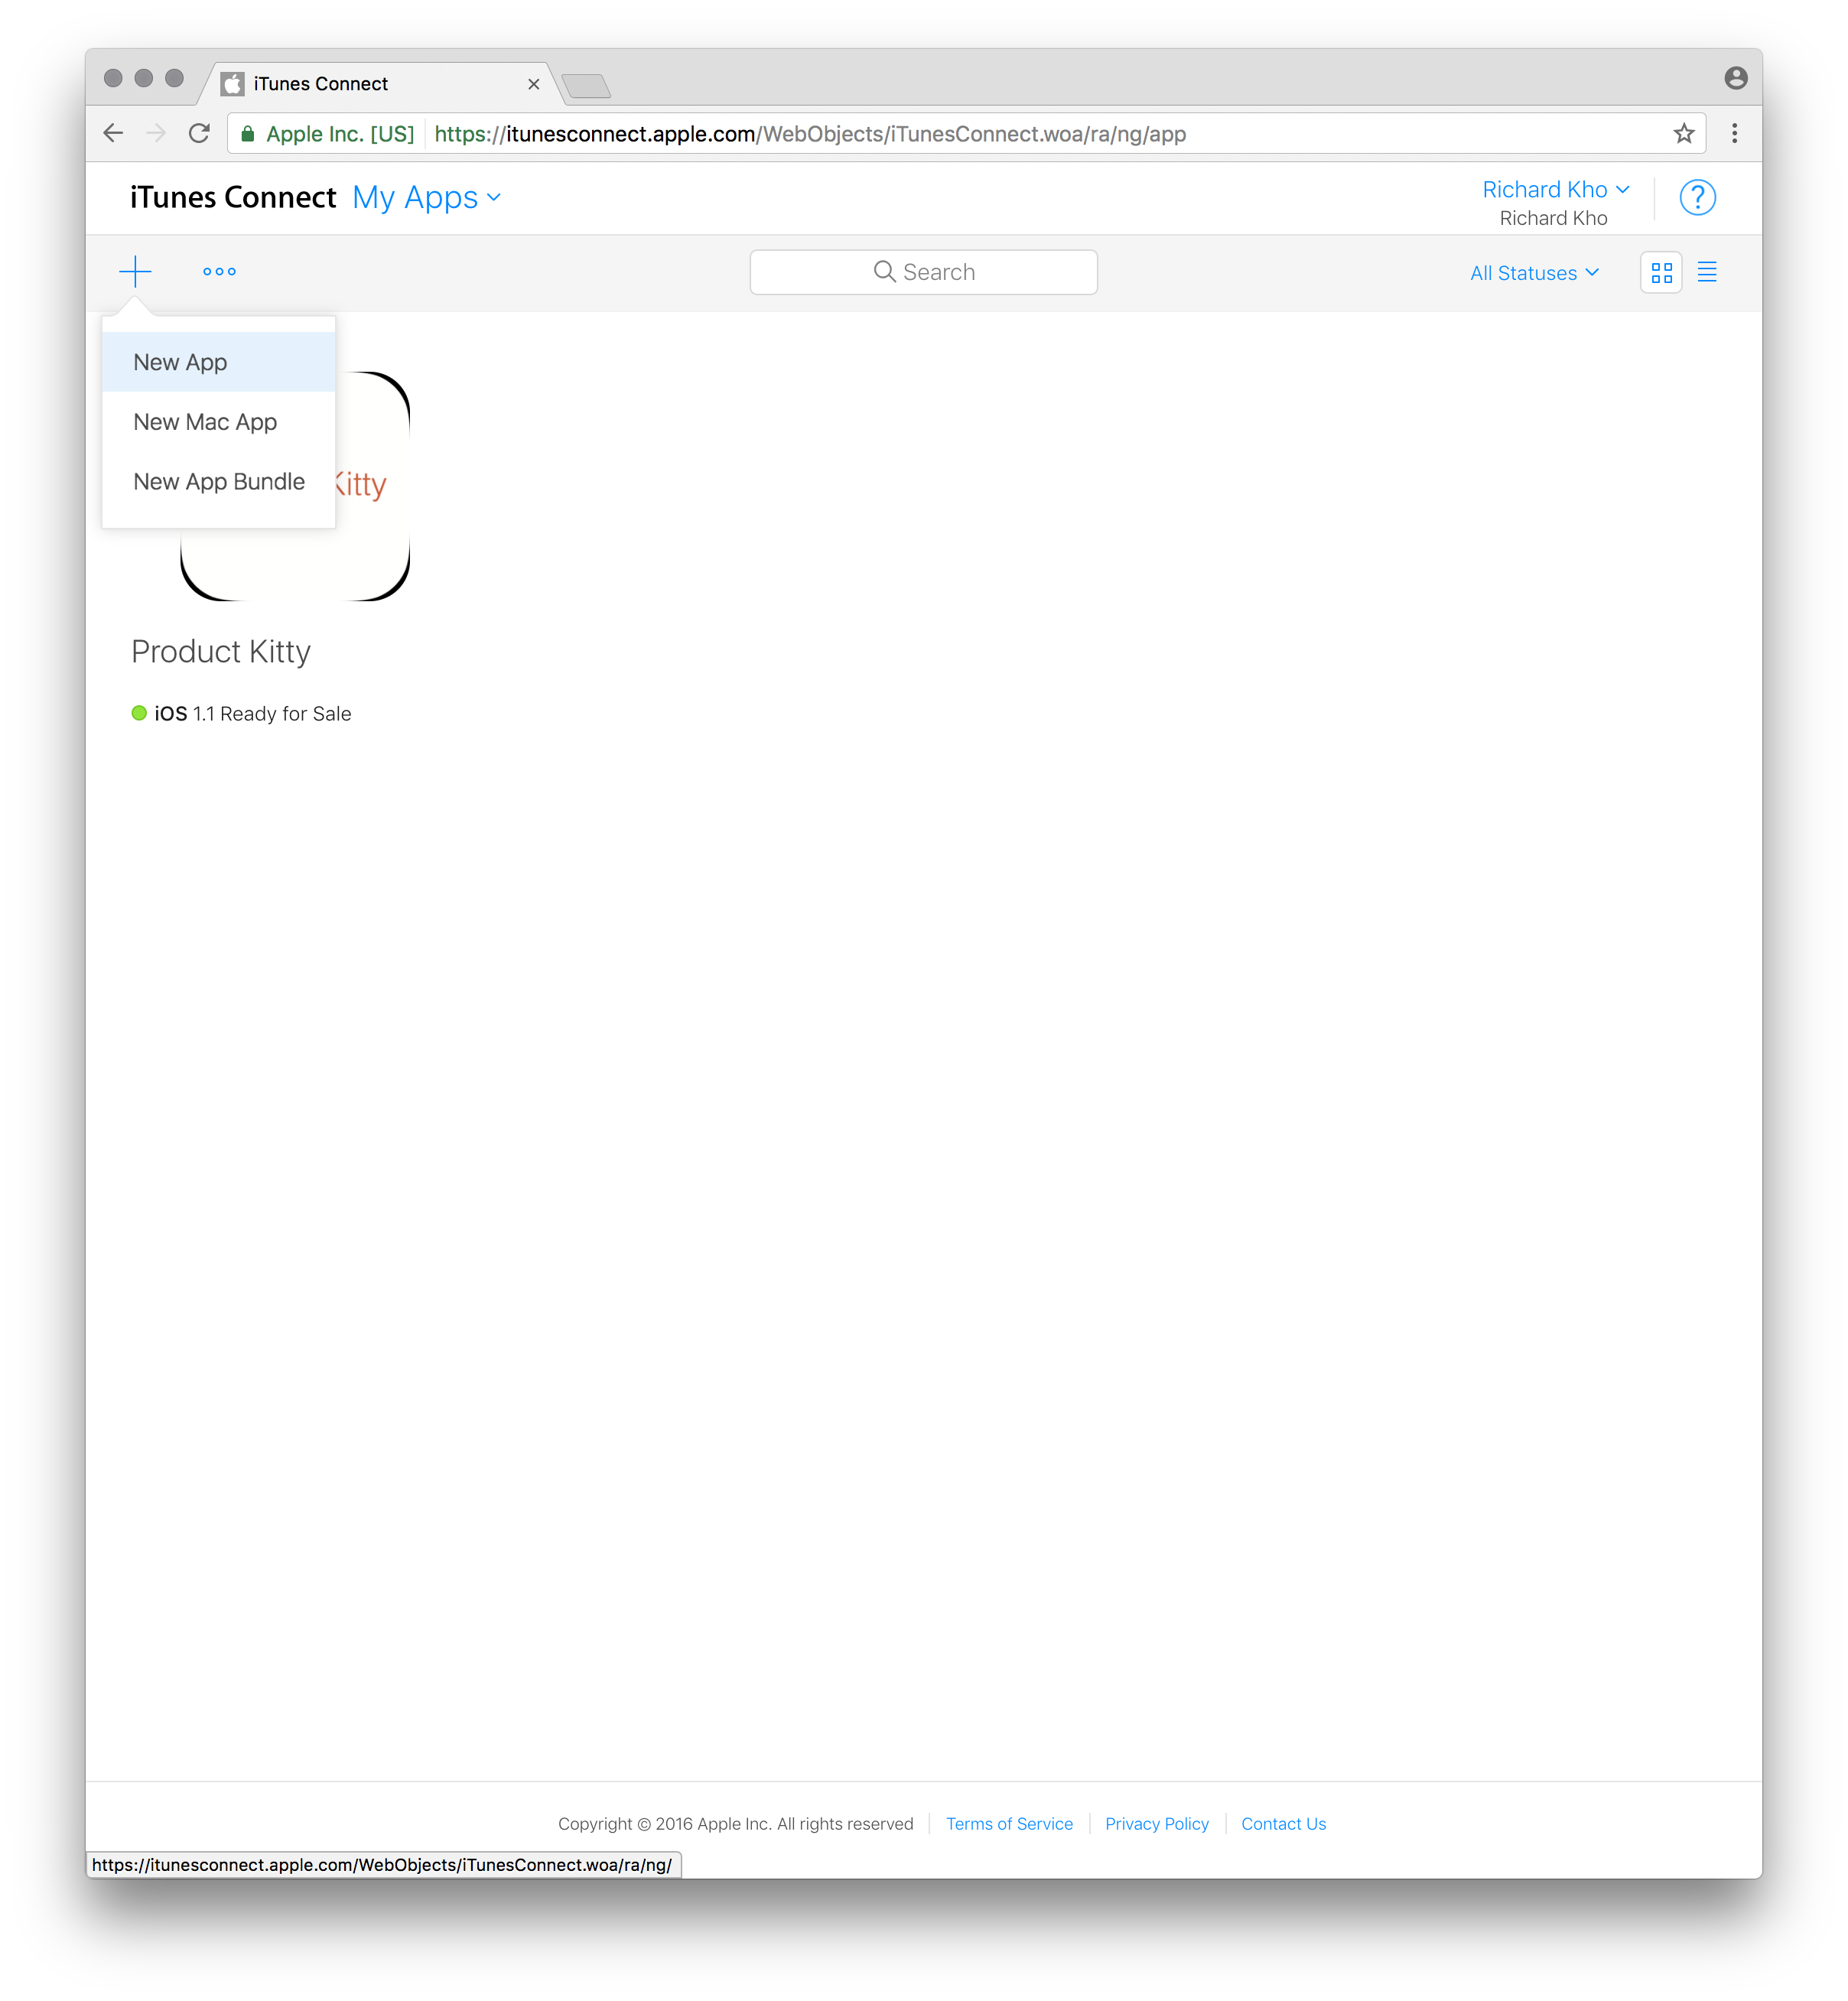 iTunes Connect
Apple Inc. [US] https://itunesconnect.apple.com/WebObjects/iTunesConnect.woa/ra/ng/app
iTunes Connect My Apps
Richard Kho
Richard Kho
?
Search
All Statuses
New App
New Mac App
New App Bundle
Kitty
Product Kitty
iOS 1.1 Ready for Sale
Copyright © 2016 Apple Inc. All rights reserved Terms of Service Privacy Policy Contact Us
https://itunesconnect.apple.com/WebObjects/iTunesConnect.woa/ra/ng/